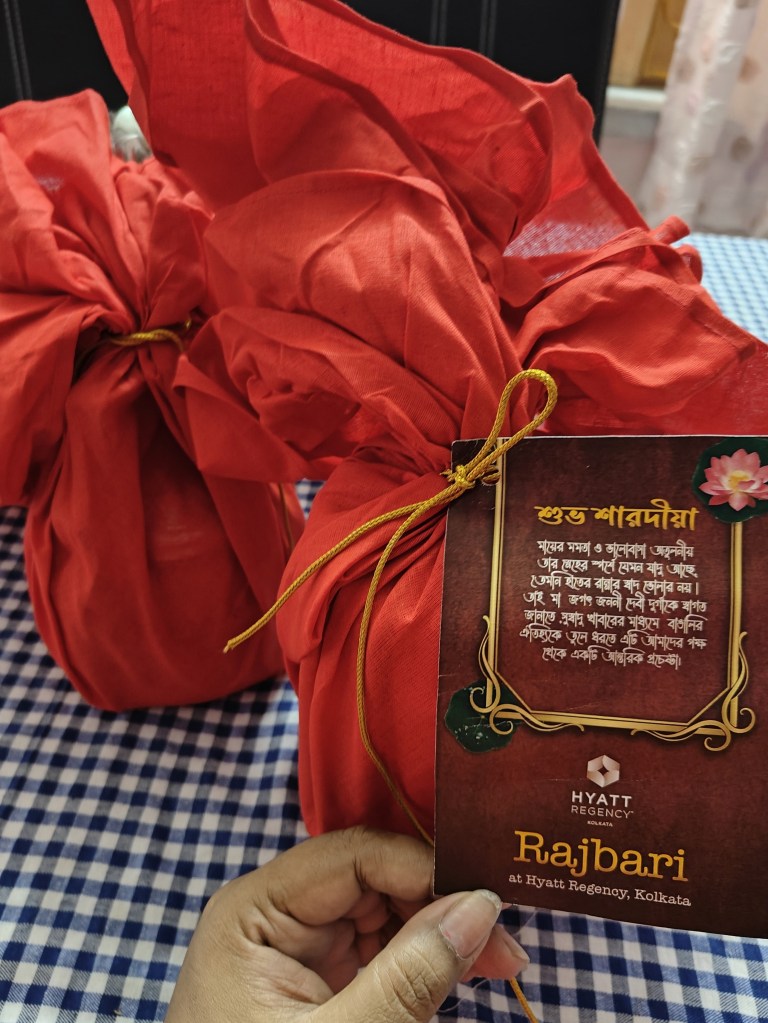 শুভ শারদীয়া
মায়ের মমতা ও ভালোবাসা অতুলনীয়
তার স্নেহের স্পর্শে যেমন যাদু আছে,
তেমনি হাতের রান্নার স্বাদ ভোলার নয়।
তাই মা জগৎ জননী দেবী দুর্গাকে স্বাগত
জানাতে সুস্বাদু খাবারের মাধ্যমে বাঙালির
ঐতিহ্যকে তুলে ধরতে এটি আমাদের পক্ষ
থেকে একটি আন্তরিক প্রচেষ্টা।
HYATT
REGENCY
KOLKATA
Rajbari
at Hyatt Regency, Kolkata